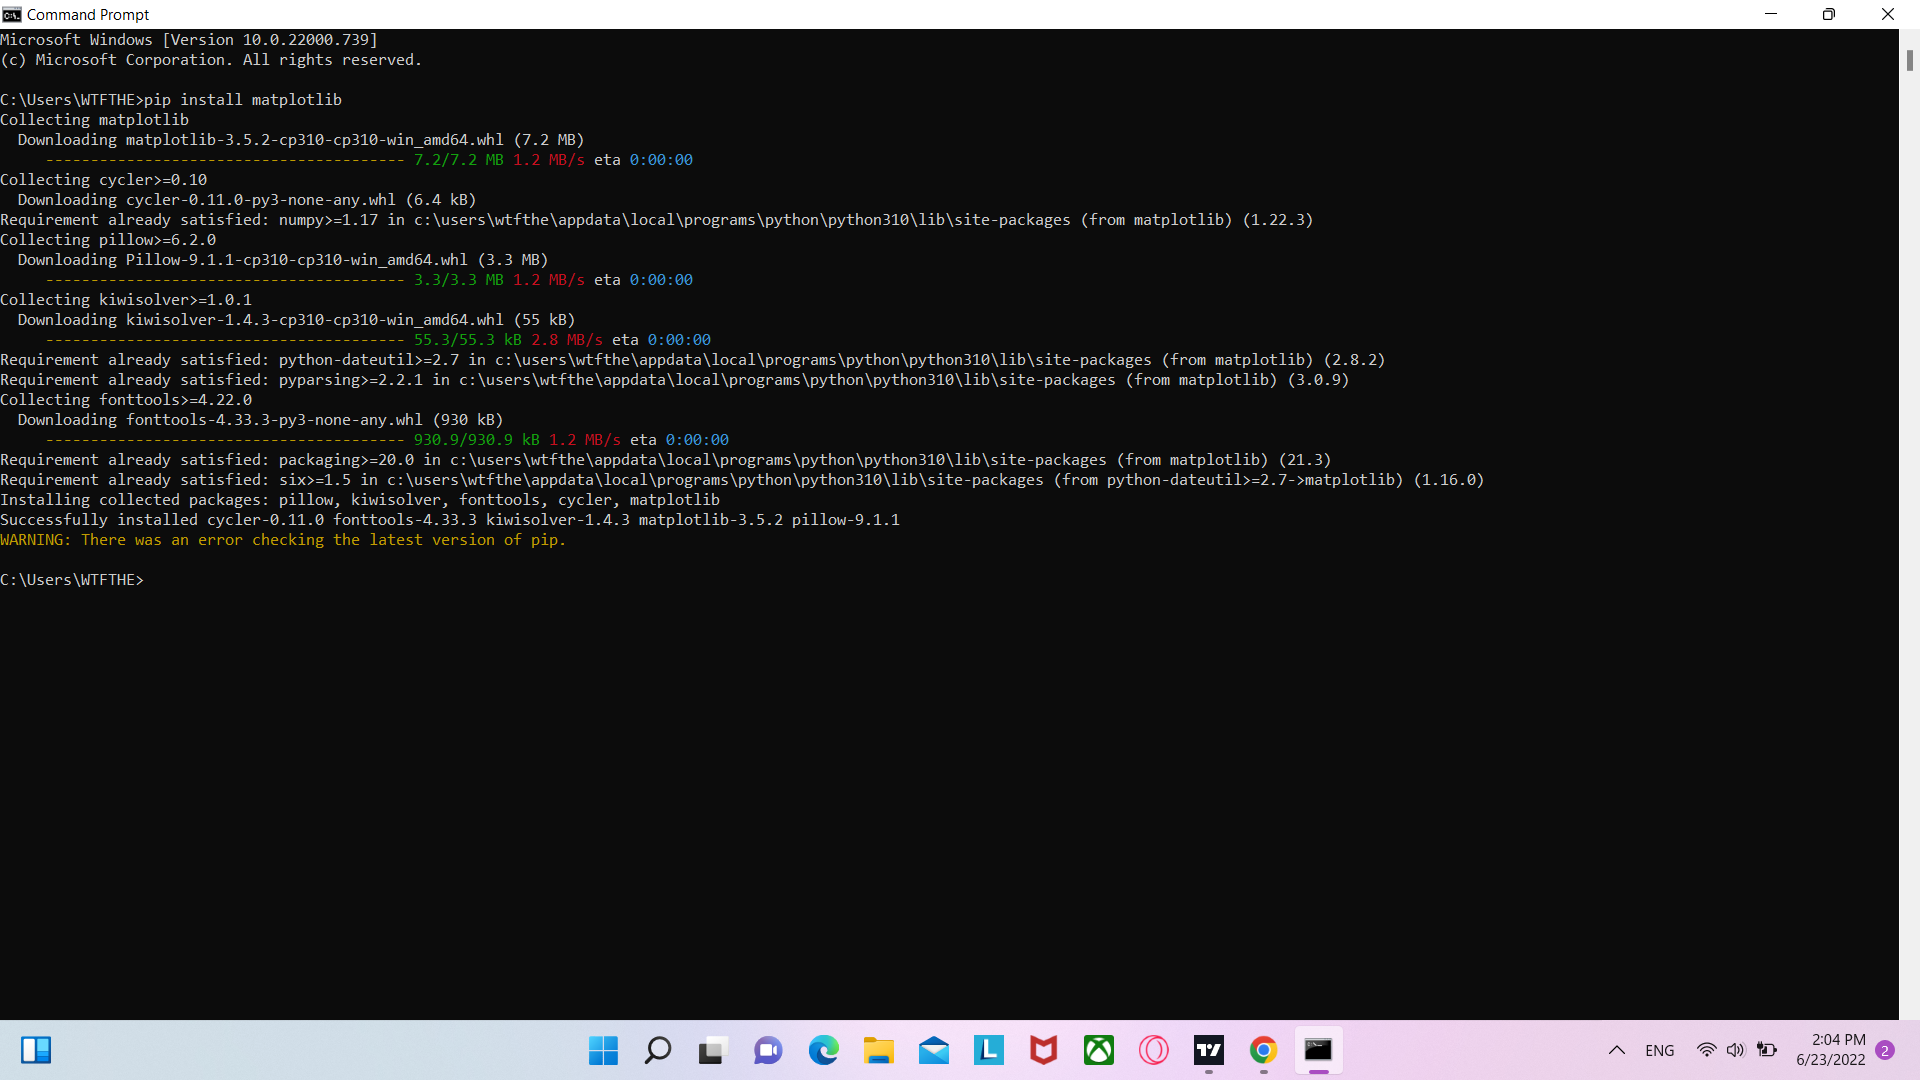 Command Prompt
Microsoft Windows [Version 10.0.22000.739]
(c) Microsoft Corporation. All rights reserved.
C:\Users\WTFTHE>pip install matplotlib
Collecting matplotlib
Downloading matplotlib-3.5.2-cp310-cp310-win_amd64.whl (7.2 MB)
---------------------------------------- 7.2/7.2 MB 1.2 MB/s eta 0:00:00
Collecting cycler>=0.10
Downloading cycler-0.11.0-py3-none-any.whl (6.4 kB)
Requirement already satisfied: numpy>=1.17 in c:\users\wtfthe\appdata\local\programs\python\python310\lib\site-packages (from matplotlib) (1.22.3)
Collecting pillow>=6.2.0
Downloading Pillow-9.1.1-cp310-cp310-win_amd64.whl (3.3 MB)
---------------------------------------- 3.3/3.3 MB 1.2 MB/s eta 0:00:00
Collecting kiwisolver>=1.0.1
Downloading kiwisolver-1.4.3-cp310-cp310-win_amd64.whl (55 kB)
---------------------------------------- 55.3/55.3 kB 2.8 MB/s eta 0:00:00
Requirement already satisfied: python-dateutil>=2.7 in c:\users\wtfthe\appdata\local\programs\python\python310\lib\site-packages (from matplotlib) (2.8.2)
Requirement already satisfied: pyparsing>=2.2.1 in c:\users\wtfthe\appdata\local\programs\python\python310\lib\site-packages (from matplotlib) (3.0.9)
Collecting fonttools>=4.22.0
Downloading fonttools-4.33.3-py3-none-any.whl (930 kB)
---------------------------------------- 930.9/930.9 kB 1.2 MB/s eta 0:00:00
Requirement already satisfied: packaging>=20.0 in c:\users\wtfthe\appdata\local\programs\python\python310\lib\site-packages (from matplotlib) (21.3)
Requirement already satisfied: six>=1.5 in c:\users\wtfthe\appdata\local\programs\python\python310\lib\site-packages (from python-dateutil>=2.7->matplotlib) (1.16.0)
Installing collected packages: pillow, kiwisolver, fonttools, cycler, matplotlib
Successfully installed cycler-0.11.0 fonttools-4.33.3 kiwisolver-1.4.3 matplotlib-3.5.2 pillow-9.1.1
WARNING: There was an error checking the latest version of pip.
C:\Users\WTFTHE>
ENG
2:04 PM
6/23/2022
2